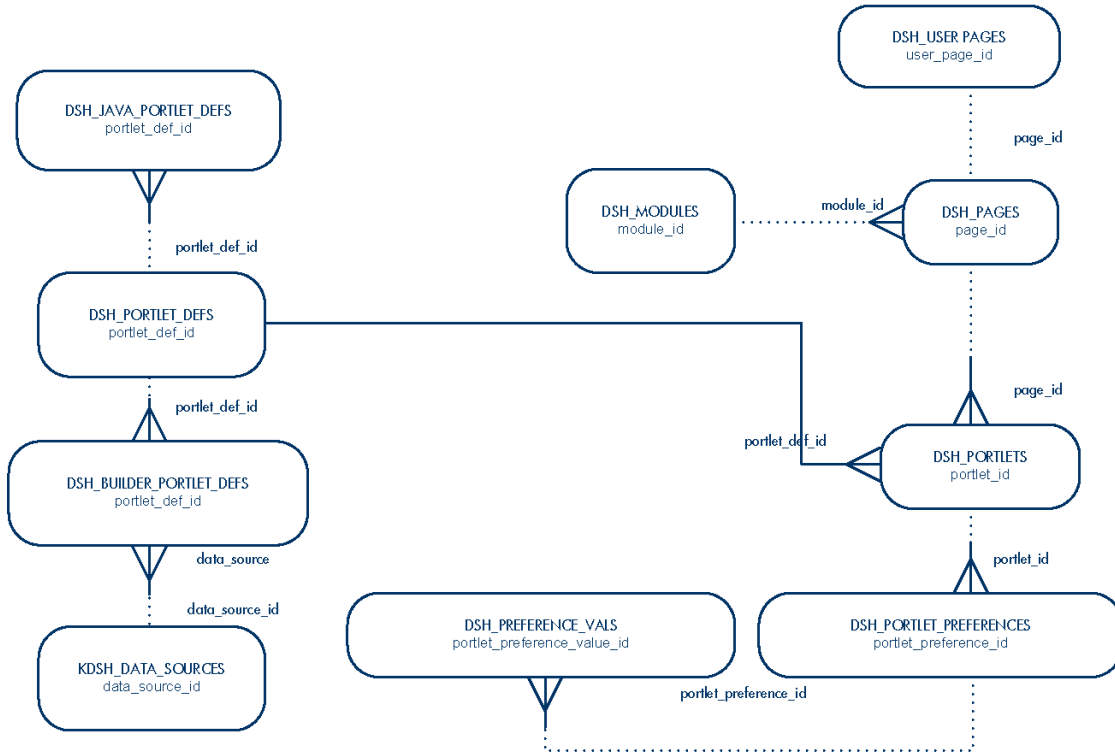 DSH_USER PAGES
user_page_id
DSH_JAVA_PORTLET_DEFS
portlet_def_id
page_id
DSH_MODULES
module_id
module_id
DSH_PAGES
page_id
portlet_def_id
DSH_PORTLET_DEFS
portlet_def_id
page_id
portlet_def_id
portlet_def_id
DSH_PORTLETS
portlet_id
DSH_BUILDER_PORTLET_DEFS
portlet_def_id
data_source
portlet_id
data_source_id
DSH_PREFERENCE_VALS
portlet_preference_value_id
DSH_PORTLET_PREFERENCES
portlet_preference_id
KDSH_DATA_SOURCES
data_source_id
portlet_preference_id